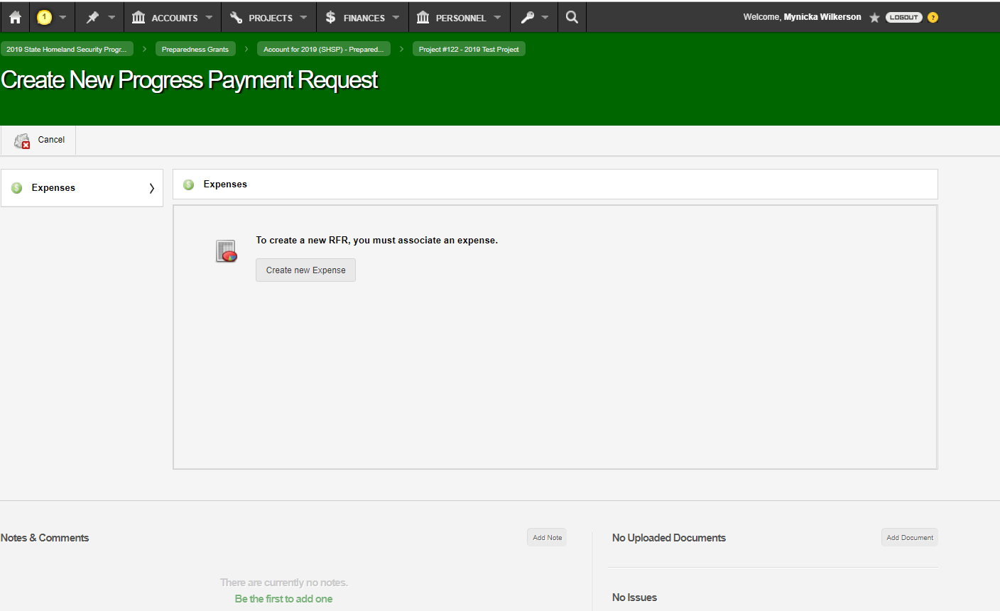 1
ACCOUNTS
PROJECTS
$ FINANCES
PERSONNEL
Welcome, Mynicka Wilkerson
LOGOUT
?
2019 State Homeland Security Progr...
Preparedness Grants
Account for 2019 (SHSP) - Prepared...
Project #122 - 2019 Test Project
Create New Progress Payment Request
Cancel
$ Expenses
$ Expenses
To create a new RFR, you must associate an expense.
Create new Expense
Notes & Comments
Add Note
There are currently no notes.
Be the first to add one
No Uploaded Documents
Add Document
No Issues